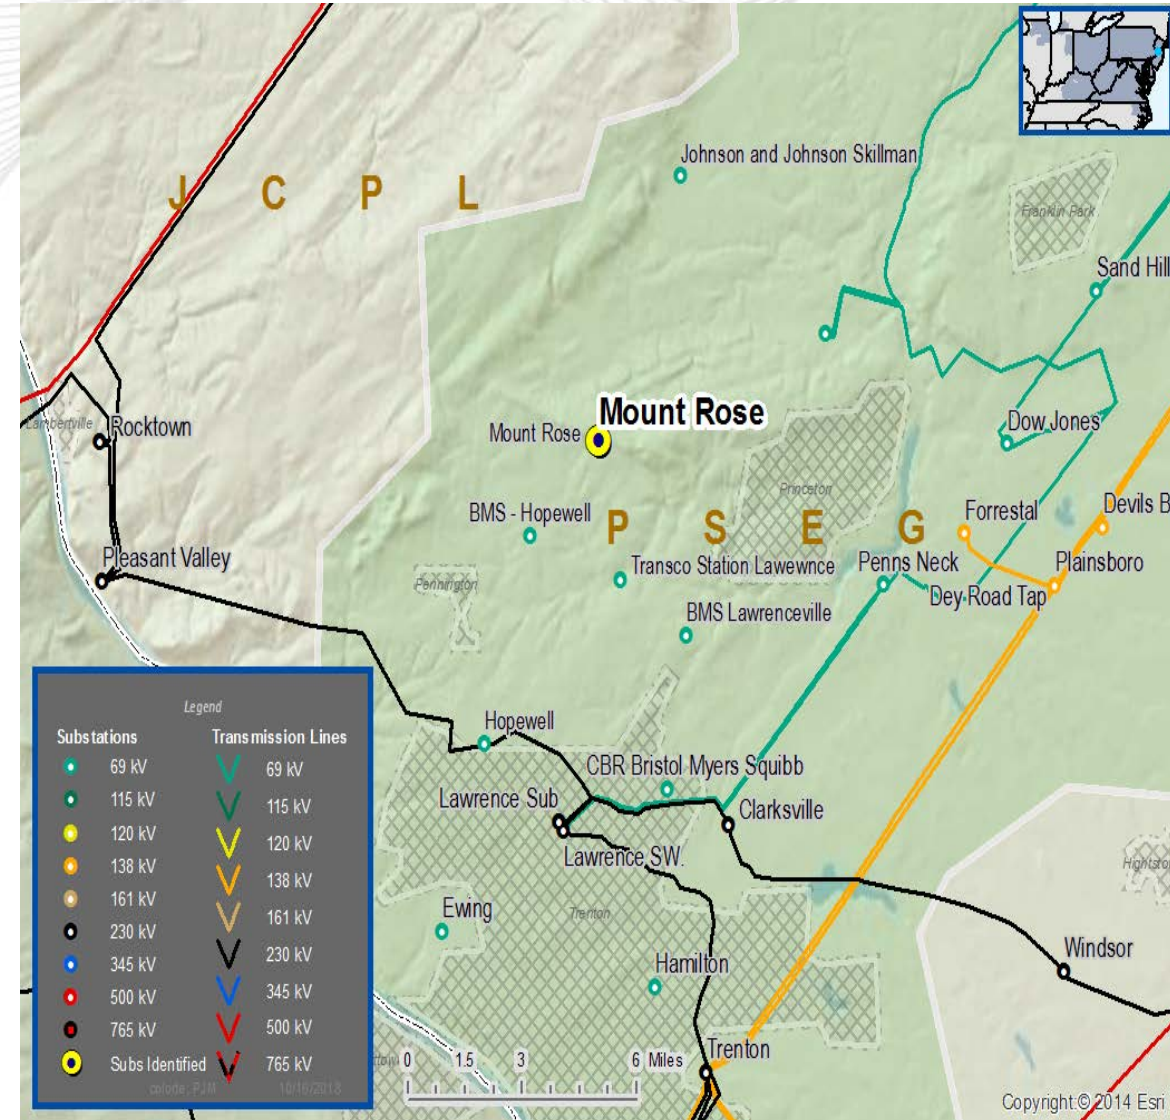 Johnson and Johnson Skillman
J C P L
Franklin Park
Sand Hill
Mount Rose
Mount Rose
Dow Jones
Lambertville
Rocktown
Princeton
BMS - Hopewell
P S E G
Forrestal
Devils B
Pleasant Valley
Transco Station Lawewnce
Penns Neck
Plainsboro
Pennington
Dey Road Tap
BMS Lawrenceville
Hopewell
CBR Bristol Myers Squibb
Lawrence Sub
Clarksville
Lawrence SW.
Hightsto
Ewing
Trenton
Windsor
Hamilton
Trenton
Legend
Substations
69 kV
115 kV
120 kV
138 kV
161 kV
230 kV
345 kV
500 kV
765 kV
Subs Identified
Transmission Lines
69 kV
115 kV
120 kV
138 kV
161 kV
230 kV
345 kV
500 kV
765 kV
10/16/2013
0 1.5 3 6 Miles
Copyright:© 2014 Esri